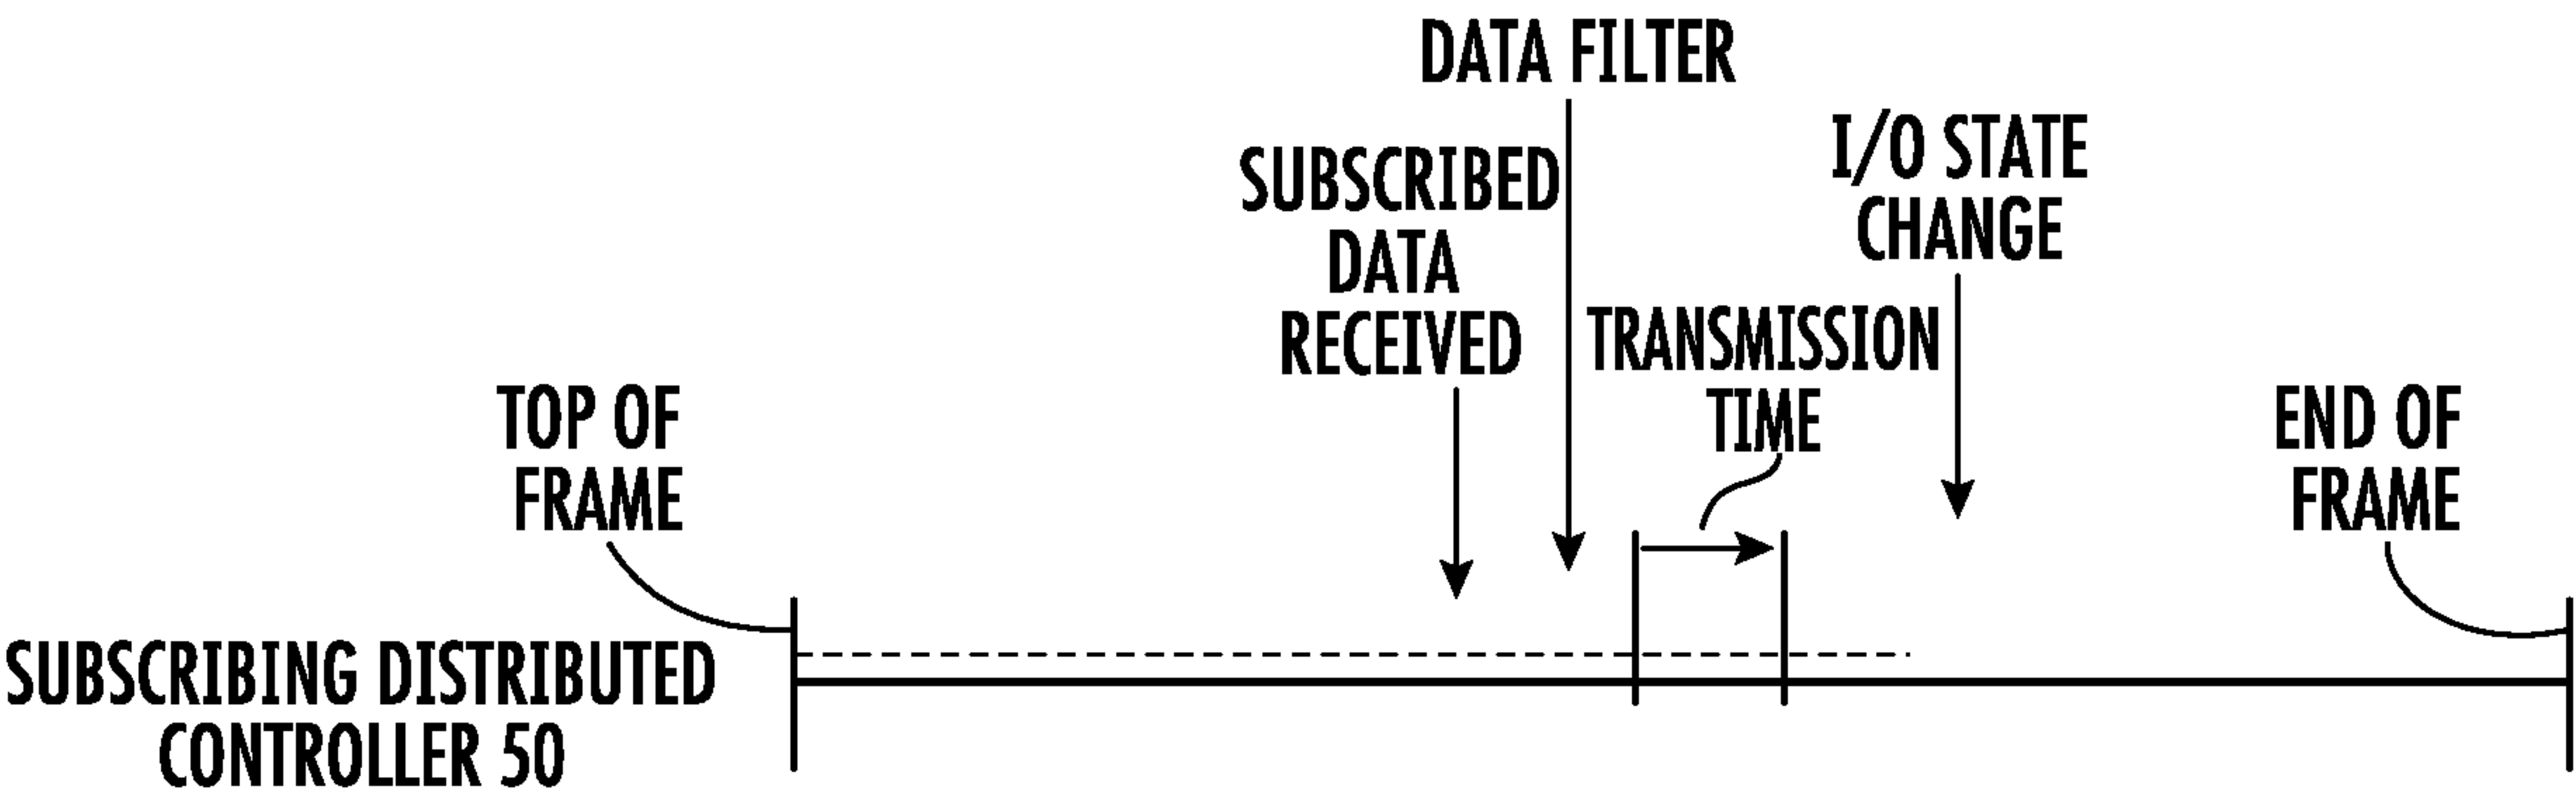 DATA FILTER
SUBSCRIBED
DATA
RECEIVED
I/O STATE
CHANGE
TRANSMISSION
TIME
TOP OF
FRAME
END OF
FRAME
SUBSCRIBING DISTRIBUTED
CONTROLLER 50